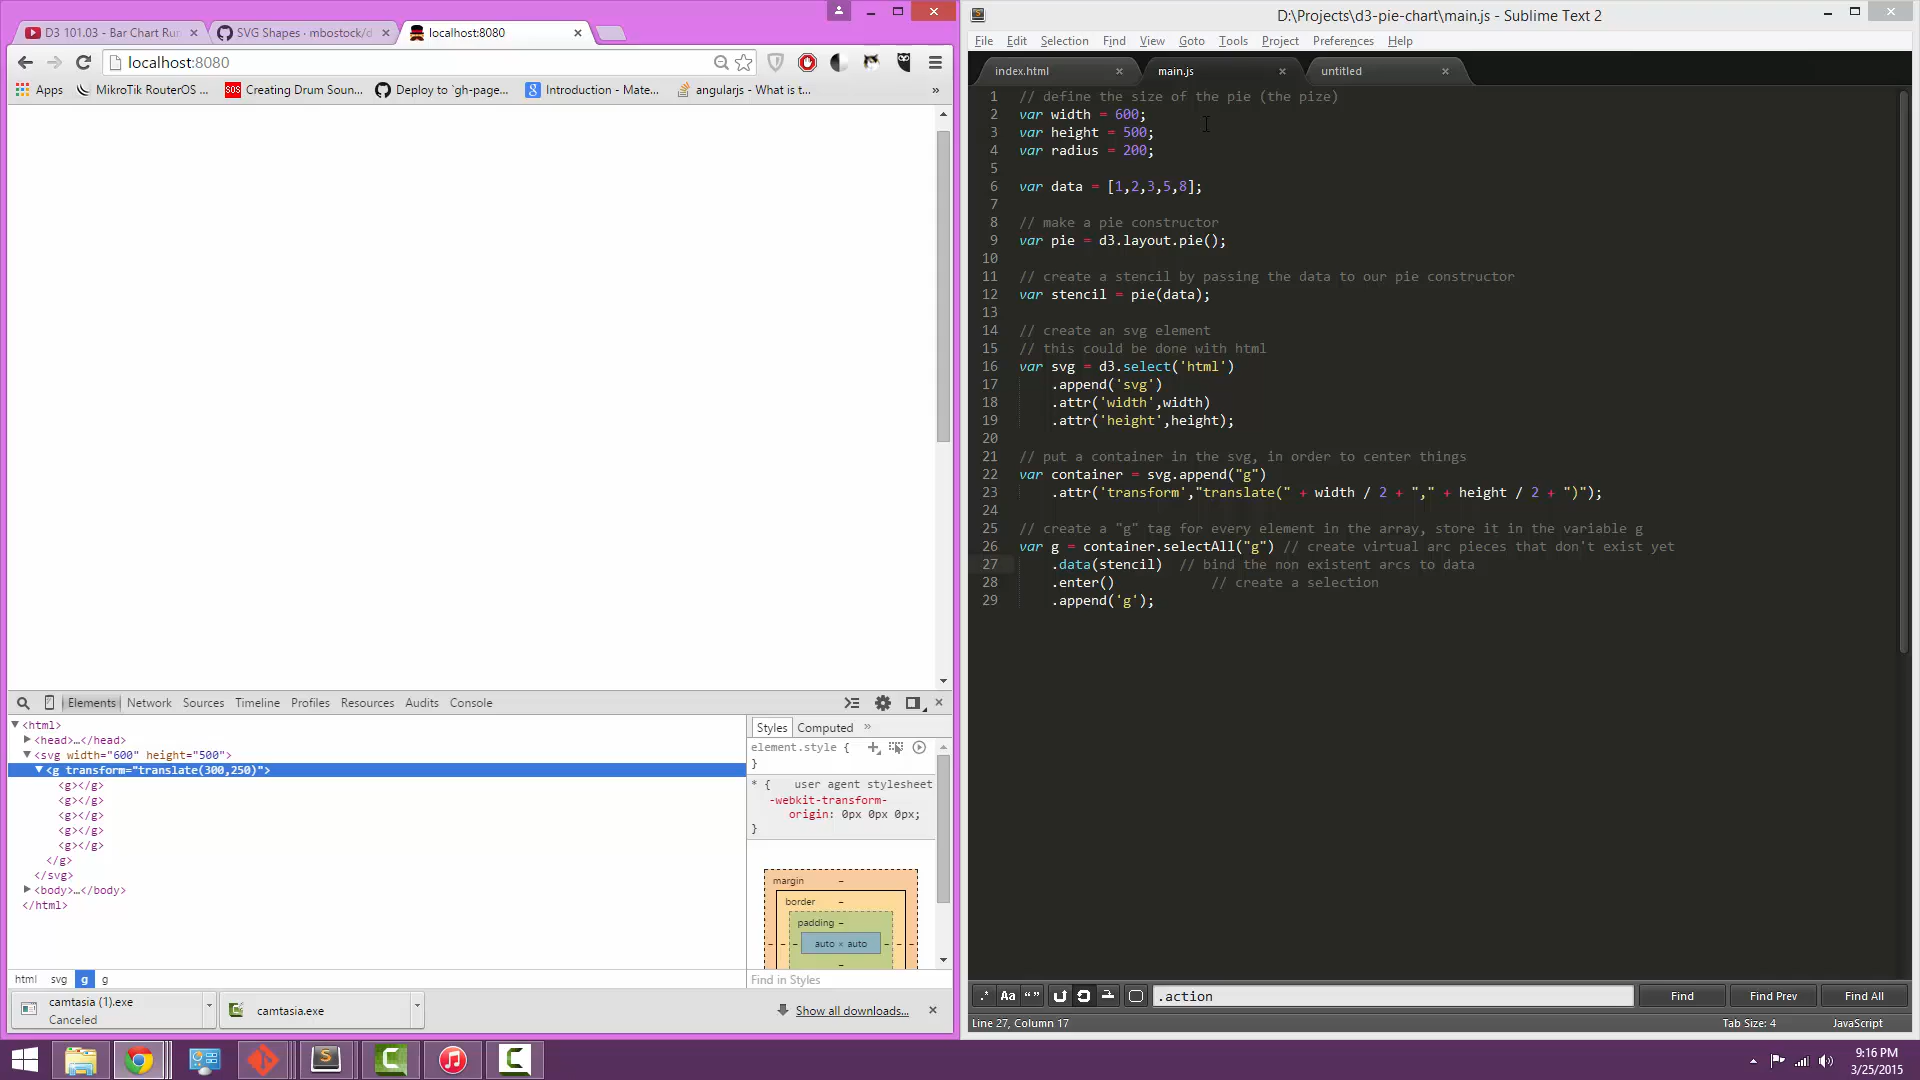 D3 101.03 - Bar Chart Run
SVG Shapes · mbostock/d
localhost:8080
localhost:8080
Apps
MikroTik RouterOS ...
SOS
Creating Drum Soun...
Deploy to `gh-page...
Introduction - Mate...
angularjs - What is t...
»
Elements
Network
Sources
Timeline
Profiles
Resources
Audits
Console
<html>
<head>…</head>
<svg width="600" height="500">
<g transform="translate(300,250)">
<g></g>
<g></g>
<g></g>
<g></g>
<g></g>
</g>
</svg>
<body>…</body>
</html>
Styles
Computed
»
element.style {
}
* {
user agent stylesheet
-webkit-transform-
origin: 0px 0px 0px;
}
margin
–
border
–
padding –
– – – auto × auto – – –
–
html
svg
g
g
Find in Styles
camtasia (1).exe
Canceled
camtasia.exe
Show all downloads...
D:\Projects\d3-pie-chart\main.js - Sublime Text 2
File
Edit
Selection
Find
View
Goto
Tools
Project
Preferences
Help
index.html
main.js
untitled
1 // define the size of the pie (the pize)
2 var width = 600;
3 var height = 500;
4 var radius = 200;
5
6 var data = [1,2,3,5,8];
7
8 // make a pie constructor
9 var pie = d3.layout.pie();
10
11 // create a stencil by passing the data to our pie constructor
12 var stencil = pie(data);
13
14 // create an svg element
15 // this could be done with html
16 var svg = d3.select('html')
17 .append('svg')
18 .attr('width',width)
19 .attr('height',height);
20
21 // put a container in the svg, in order to center things
22 var container = svg.append("g")
23 .attr('transform',"translate(" + width / 2 + "," + height / 2 + ")");
24
25 // create a "g" tag for every element in the array, store it in the variable g
26 var g = container.selectAll("g") // create virtual arc pieces that don't exist yet
27 .data(stencil) // bind the non existent arcs to data
28 .enter() // create a selection
29 .append('g');
.*
Aa
“ ”
.action
Find
Find Prev
Find All
Line 27, Column 17
Tab Size: 4
JavaScript
9:16 PM
3/25/2015